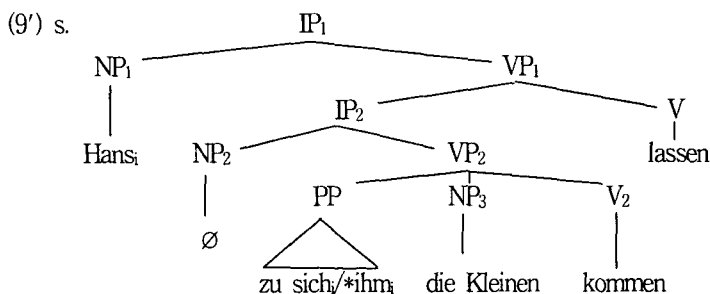 (9′) s. IP₁
NP₁ VP₁
IP₂ V
Hansᵢ NP₂ VP₂ lassen
PP NP₃ V₂
∅
zu sichᵢ/*ihmᵢ die Kleinen kommen